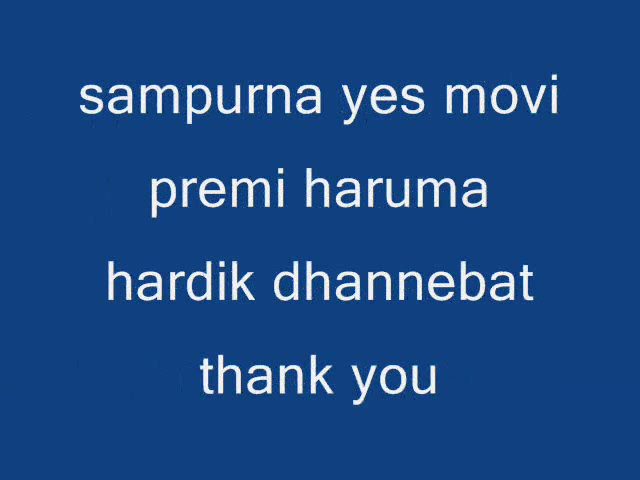 sampurna yes movi
premi haruma
hardik dhannebat
thank you